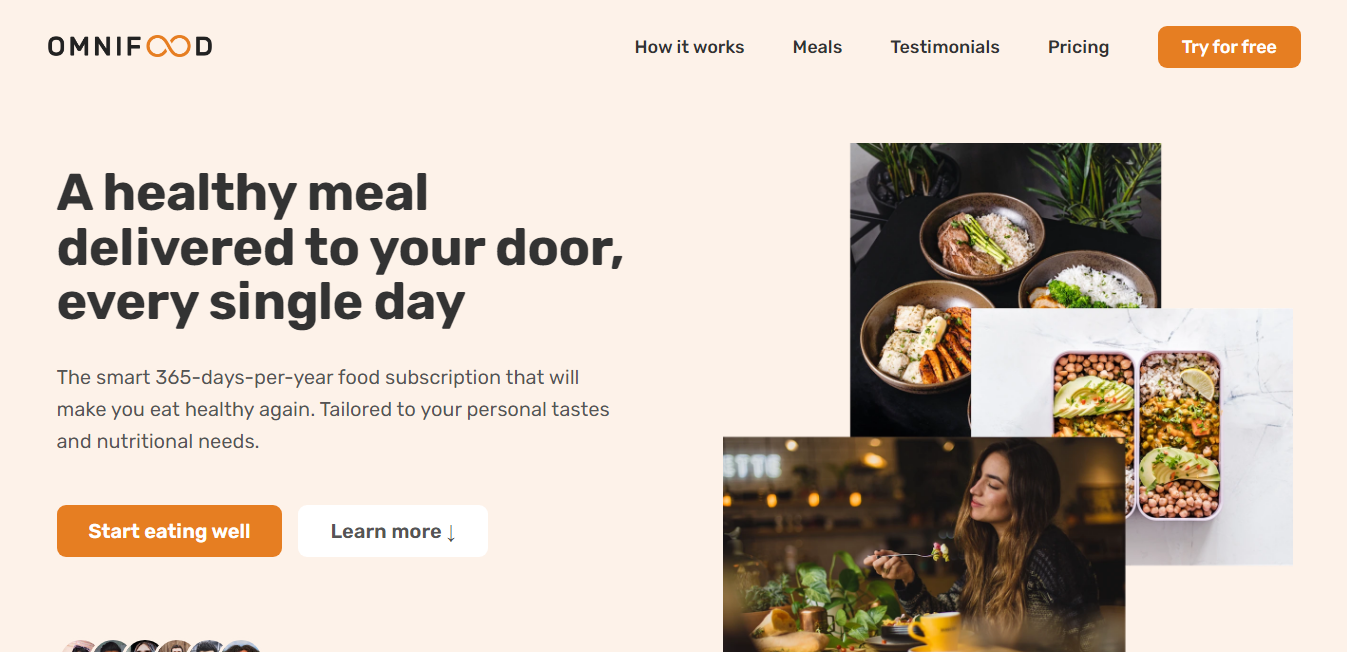 OMNIFOOD
How it works
Meals
Testimonials
Pricing
Try for free
A healthy meal
delivered to your door,
every single day
The smart 365-days-per-year food subscription that will
make you eat healthy again. Tailored to your personal tastes
and nutritional needs.
Start eating well
Learn more ↓